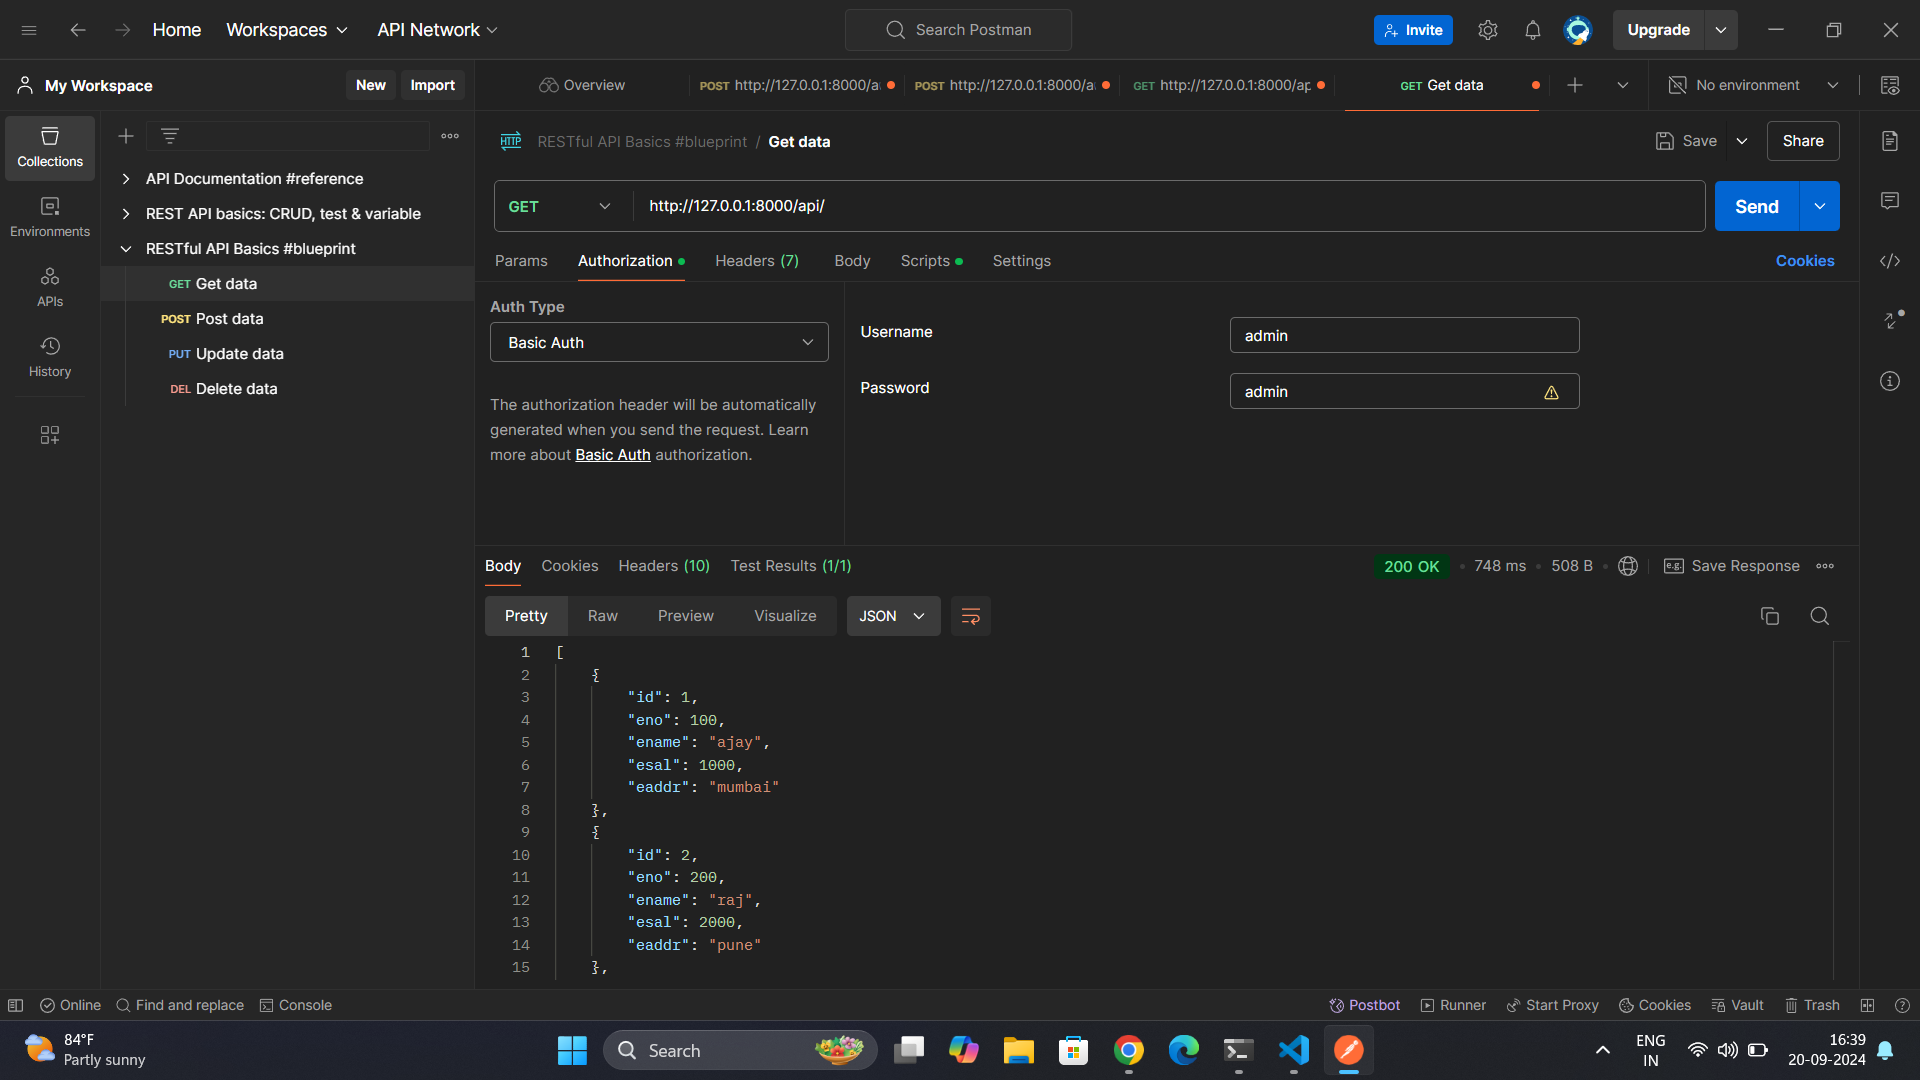 Home Workspaces API Network Search Postman Invite Upgrade
My Workspace New Import Overview POST http://127.0.0.1:8000/a POST http://127.0.0.1:8000/a GET http://127.0.0.1:8000/ap GET Get data No environment
Collections
Environments
APIs
History
API Documentation #reference
REST API basics: CRUD, test & variable
RESTful API Basics #blueprint
GET Get data
POST Post data
PUT Update data
DEL Delete data
HTTP RESTful API Basics #blueprint / Get data Save Share
GET http://127.0.0.1:8000/api/ Send
Params Authorization Headers (7) Body Scripts Settings Cookies
Auth Type
Basic Auth
The authorization header will be automatically
generated when you send the request. Learn
more about Basic Auth authorization.
Username admin
Password admin
Body Cookies Headers (10) Test Results (1/1) 200 OK 748 ms 508 B e.g. Save Response
Pretty Raw Preview Visualize JSON
1 [
2 {
3 "id": 1,
4 "eno": 100,
5 "ename": "ajay",
6 "esal": 1000,
7 "eaddr": "mumbai"
8 },
9 {
10 "id": 2,
11 "eno": 200,
12 "ename": "raj",
13 "esal": 2000,
14 "eaddr": "pune"
15 },
Online Find and replace Console Postbot Runner Start Proxy Cookies Vault Trash
84°F
Partly sunny
Search
ENG
IN
16:39
20-09-2024